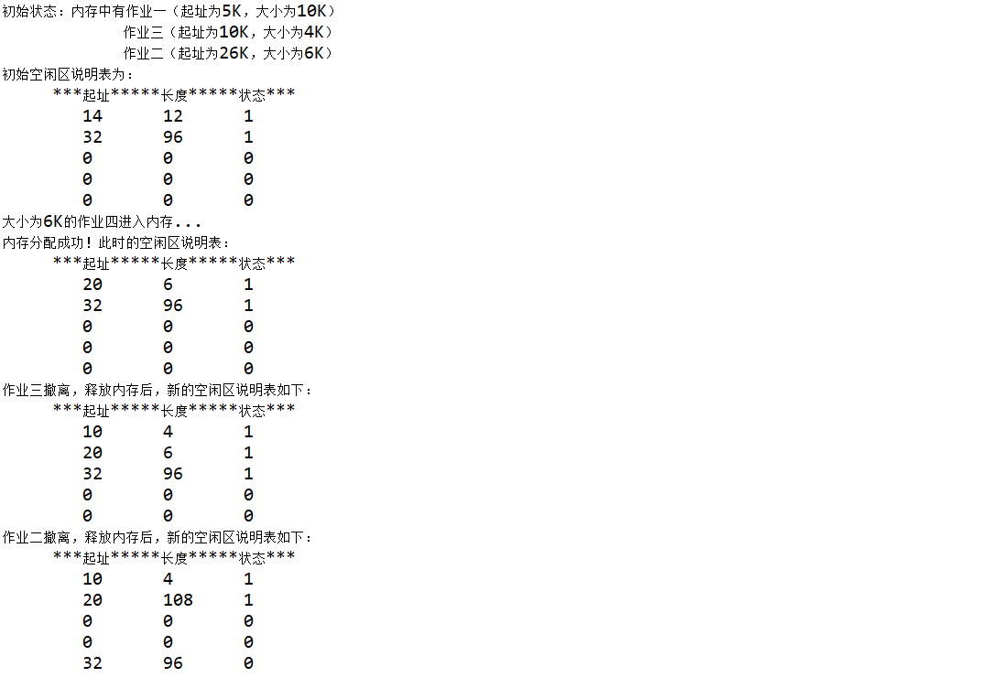 初始状态：内存中有作业一（起址为5K，大小为10K）
作业三（起址为10K，大小为4K）
作业二（起址为26K，大小为6K）
初始空闲区说明表为：
***起址*****长度*****状态***
14 12 1
32 96 1
0 0 0
0 0 0
0 0 0
大小为6K的作业四进入内存...
内存分配成功！此时的空闲区说明表：
***起址*****长度*****状态***
20 6 1
32 96 1
0 0 0
0 0 0
0 0 0
作业三撤离，释放内存后，新的空闲区说明表如下：
***起址*****长度*****状态***
10 4 1
20 6 1
32 96 1
0 0 0
0 0 0
作业二撤离，释放内存后，新的空闲区说明表如下：
***起址*****长度*****状态***
10 4 1
20 108 1
0 0 0
0 0 0
32 96 0